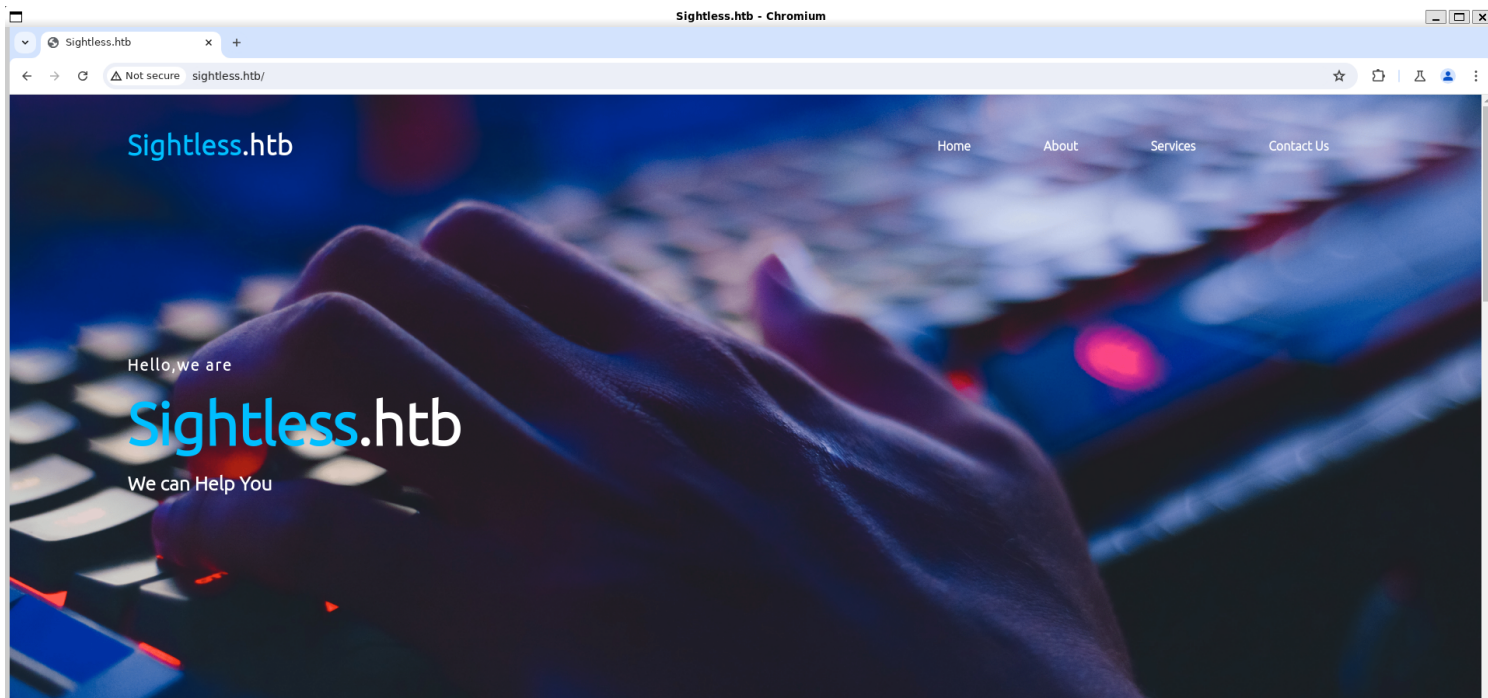 Sightless.htb - Chromium
Sightless.htb
Not secure sightless.htb/
Sightless.htb Home About Services Contact Us
Hello,we are
Sightless.htb
We can Help You